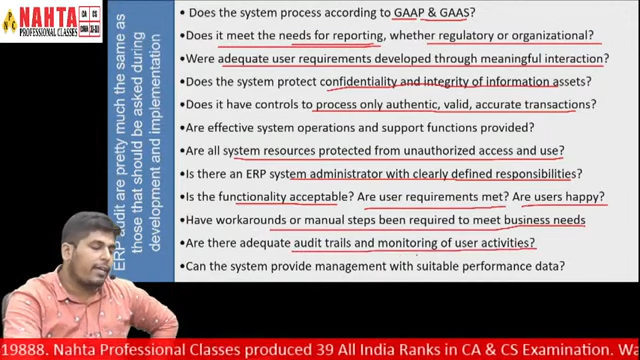 NAHTA
PROFESSIONAL CLASSES
CA CS
CMA XI-XII
ERP audit are pretty much the same as
those that should be asked during
development and implementation
•Does the system process according to GAAP & GAAS?
•Does it meet the needs for reporting, whether regulatory or organizational?
•Were adequate user requirements developed through meaningful interaction?
•Does the system protect confidentiality and integrity of information assets?
•Does it have controls to process only authentic, valid, accurate transactions?
•Are effective system operations and support functions provided?
•Are all system resources protected from unauthorized access and use?
•Is there an ERP system administrator with clearly defined responsibilities?
•Is the functionality acceptable? Are user requirements met? Are users happy?
•Have workarounds or manual steps been required to meet business needs
•Are there adequate audit trails and monitoring of user activities?
•Can the system provide management with suitable performance data?
19888. Nahta Professional Classes produced 39 All India Ranks in CA & CS Examination. Wa